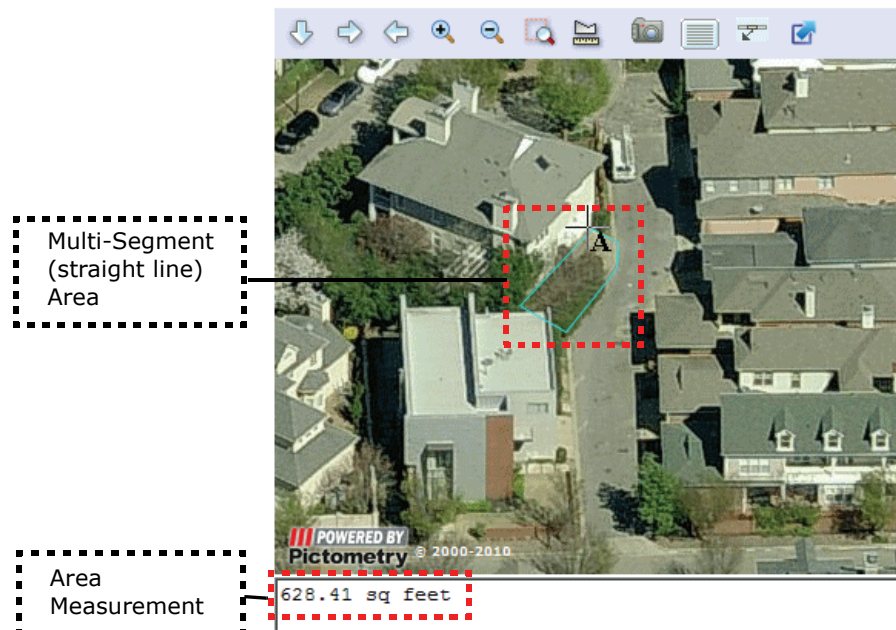 Multi-Segment
(straight line)
Area
A
POWERED BY
Pictometry © 2000-2010
Area
Measurement
628.41 sq feet